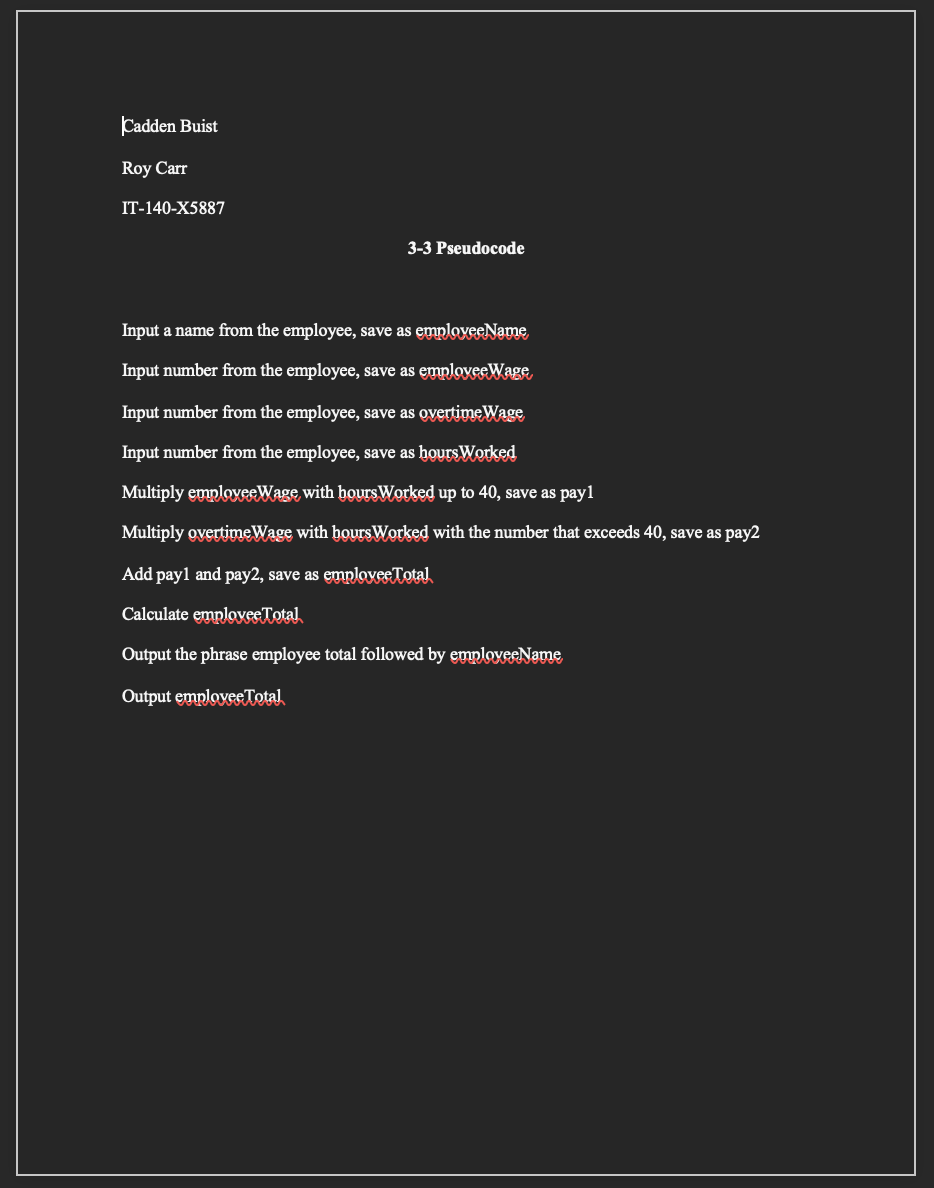 Cadden Buist
Roy Carr
IT-140-X5887
3-3 Pseudocode
Input a name from the employee, save as employeeName
Input number from the employee, save as employeeWage
Input number from the employee, save as overtimeWage
Input number from the employee, save as hoursWorked
Multiply employeeWage with hoursWorked up to 40, save as pay1
Multiply overtimeWage with hoursWorked with the number that exceeds 40, save as pay2
Add pay1 and pay2, save as employeeTotal
Calculate employeeTotal
Output the phrase employee total followed by employeeName
Output employeeTotal